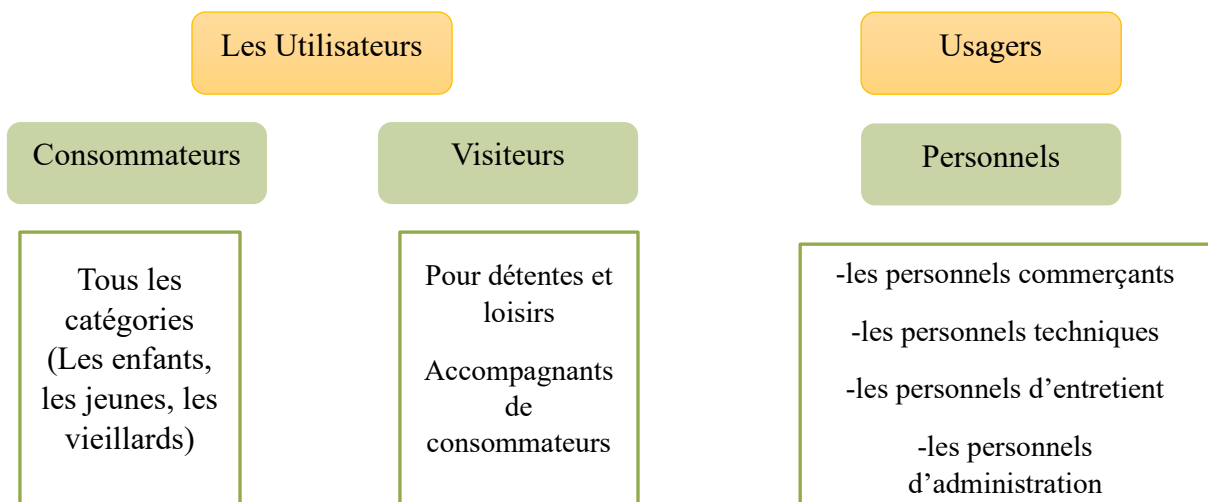 Les Utilisateurs
Usagers
Consommateurs
Visiteurs
Personnels
Tous les
catégories
(Les enfants,
les jeunes, les
vieillards)
Pour détentes et
loisirs
Accompagnants
de
consommateurs
-les personnels commerçants
-les personnels techniques
-les personnels d’entretient
-les personnels
d’administration